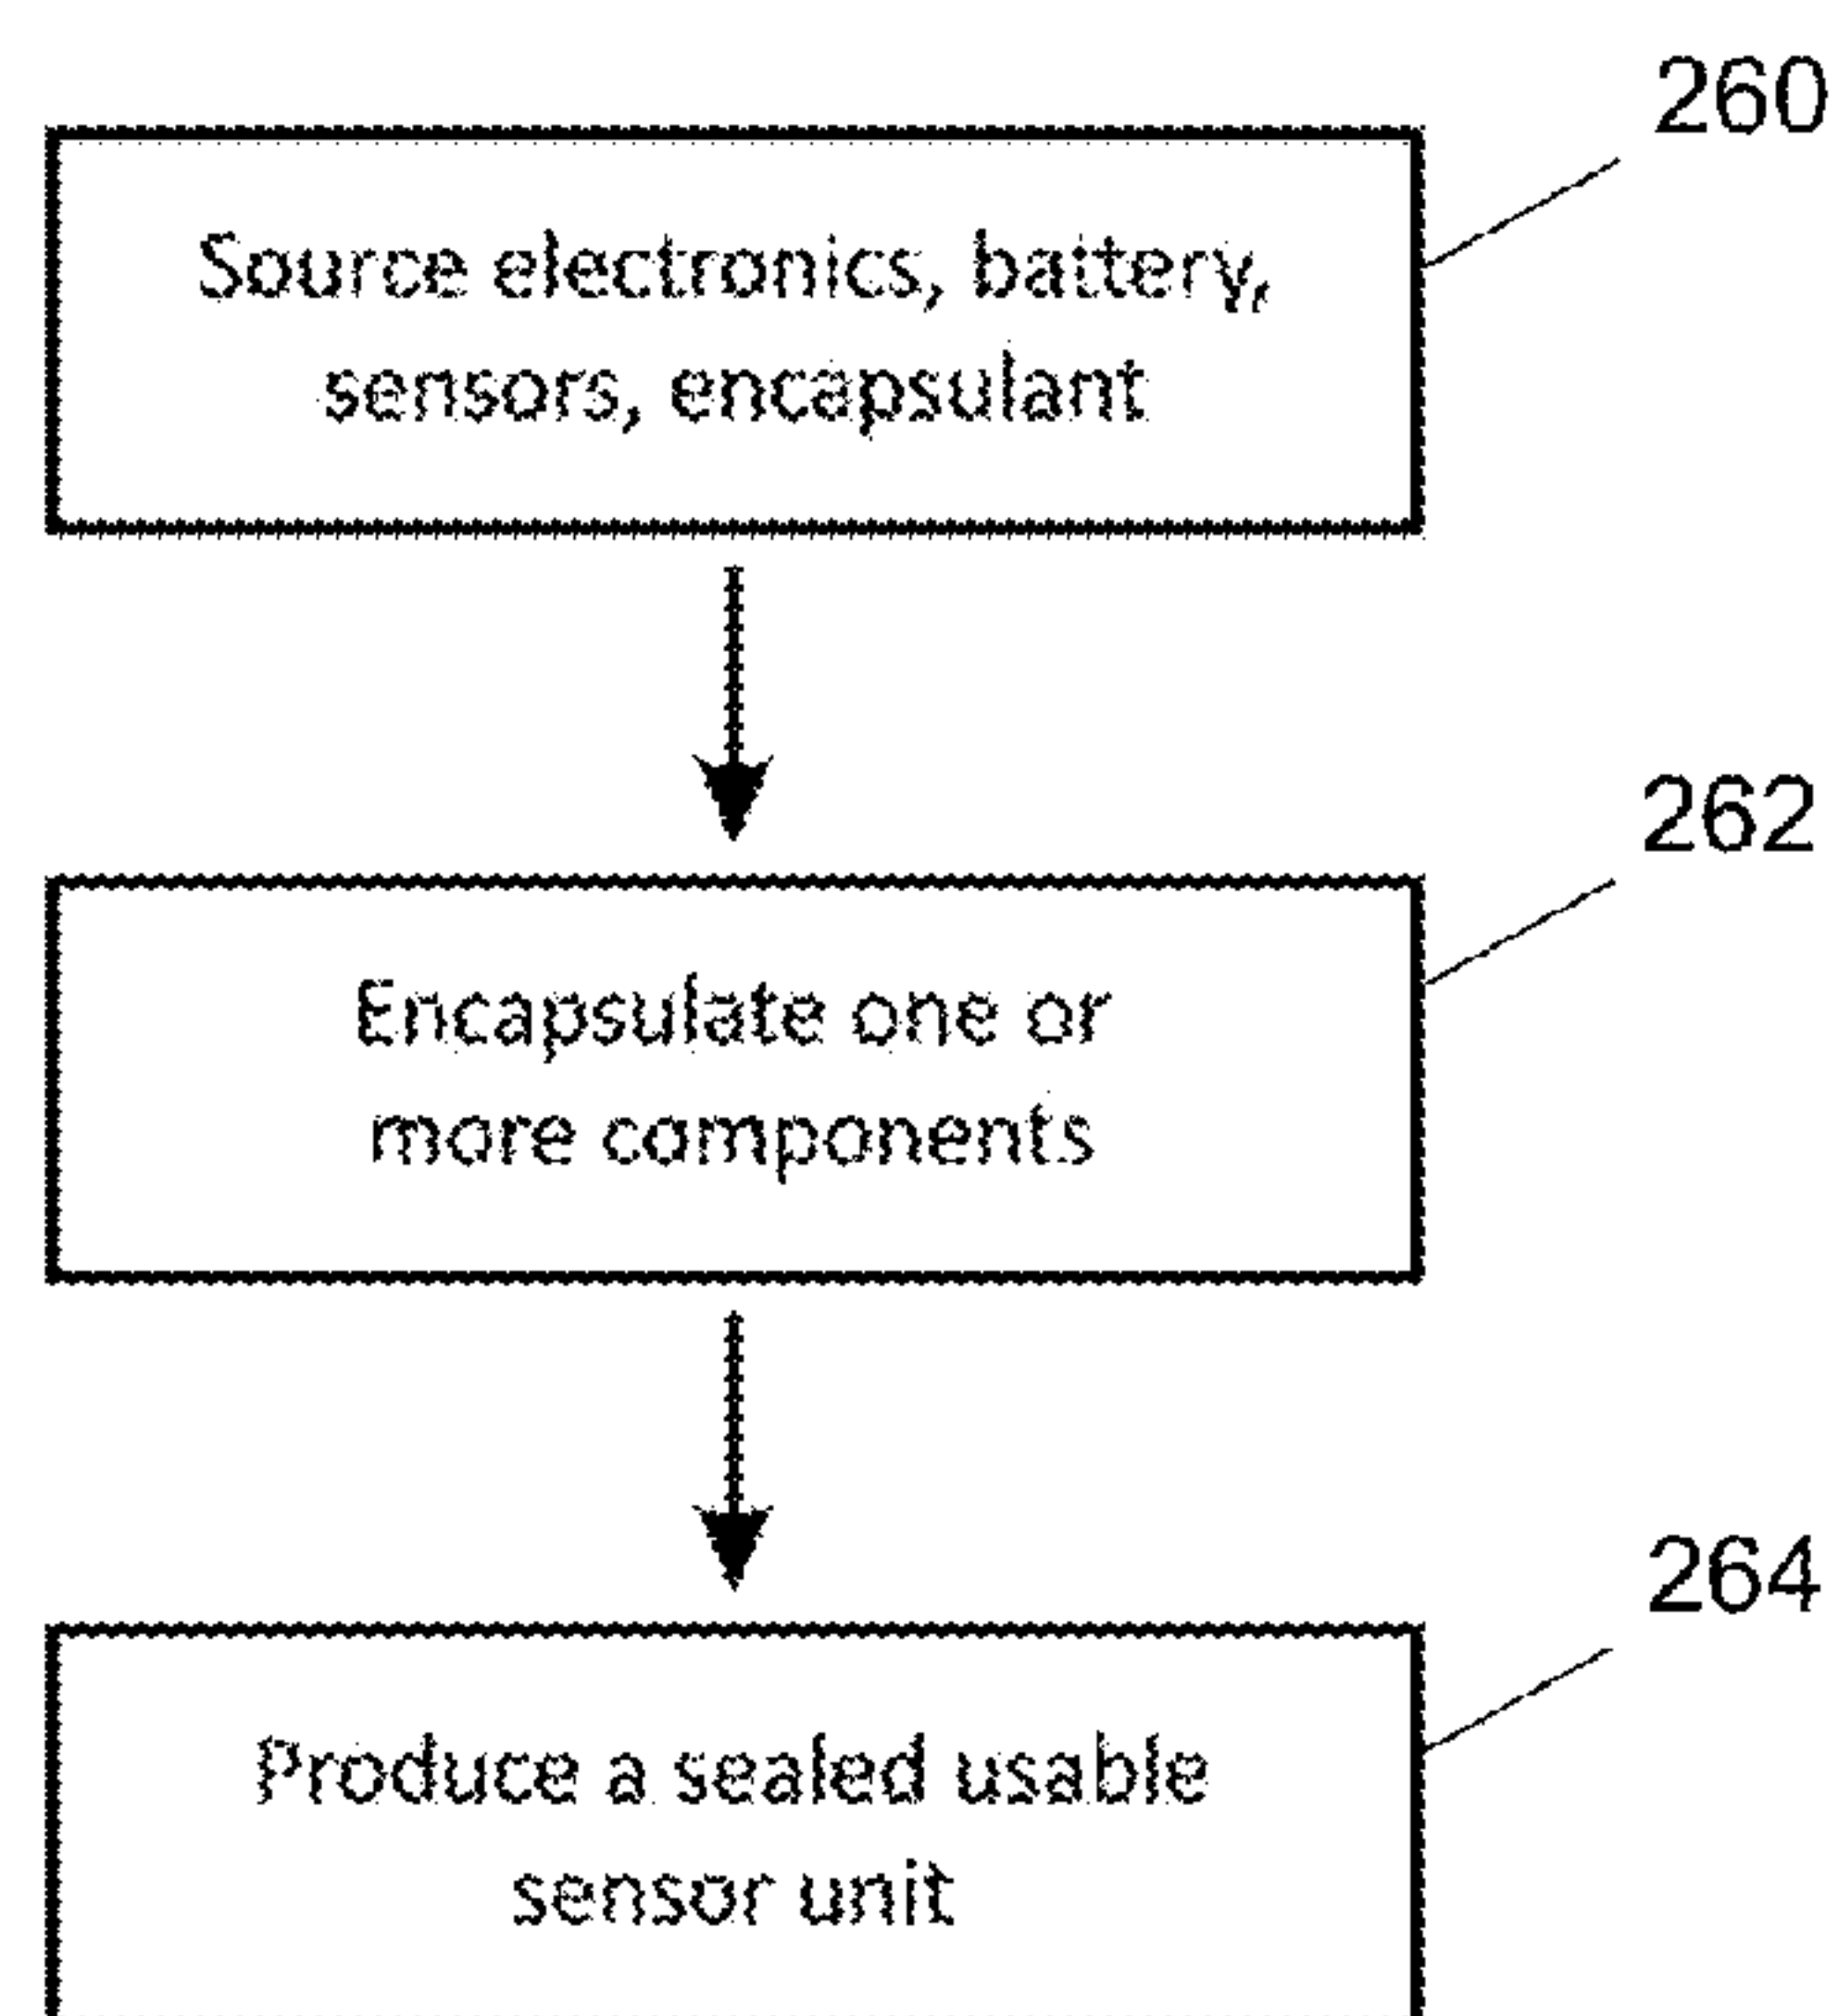 260
Source electronics, battery,
sensors, encapsulant
262
Encapsulate one or
more components
264
Produce a sealed usable
sensor unit